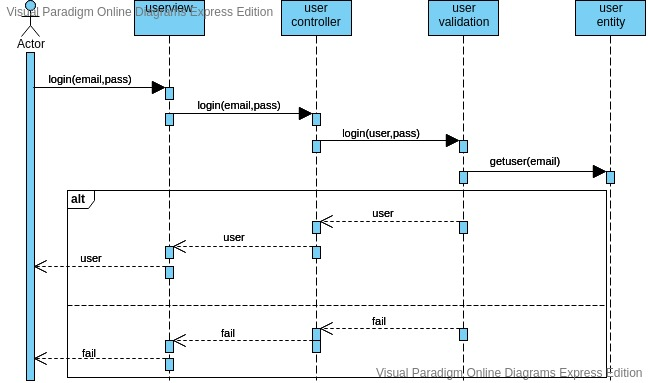 Visual Paradigm Online Diagrams Express Edition
userview
user
controller
user
validation
user
entity
Actor
login(email,pass)
login(email,pass)
login(user,pass)
getuser(email)
alt
user
user
user
fail
fail
fail
Visual Paradigm Online Diagrams Express Edition